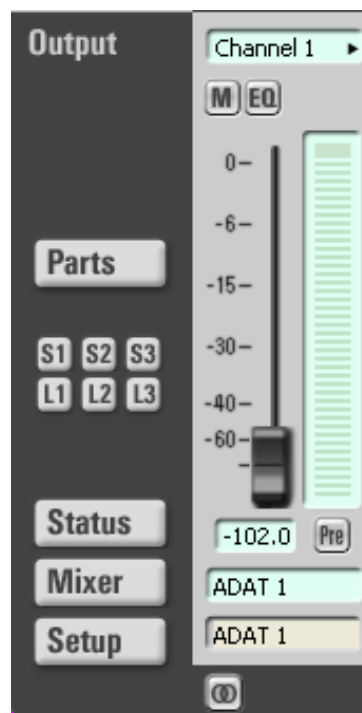 Output
Channel 1
M EQ
0
-6
Parts
-15
S1 S2 S3
-30
L1 L2 L3
-40
-60
Status
-102.0 Pre
Mixer
ADAT 1
Setup
ADAT 1